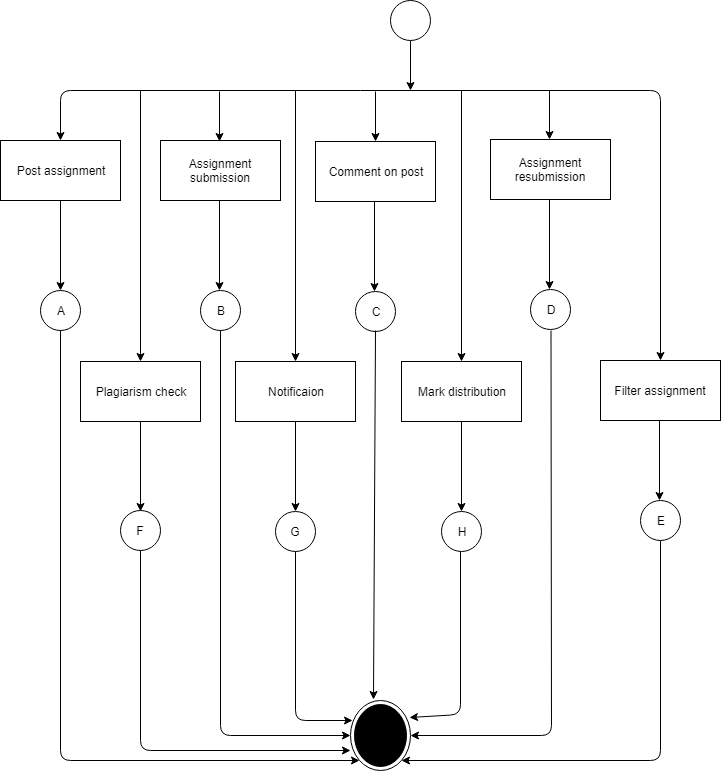 Post assignment
Assignment
submission
Comment on post
Assignment
resubmission
A
B
C
D
Plagiarism check
Notificaion
Mark distribution
Filter assignment
F
G
H
E